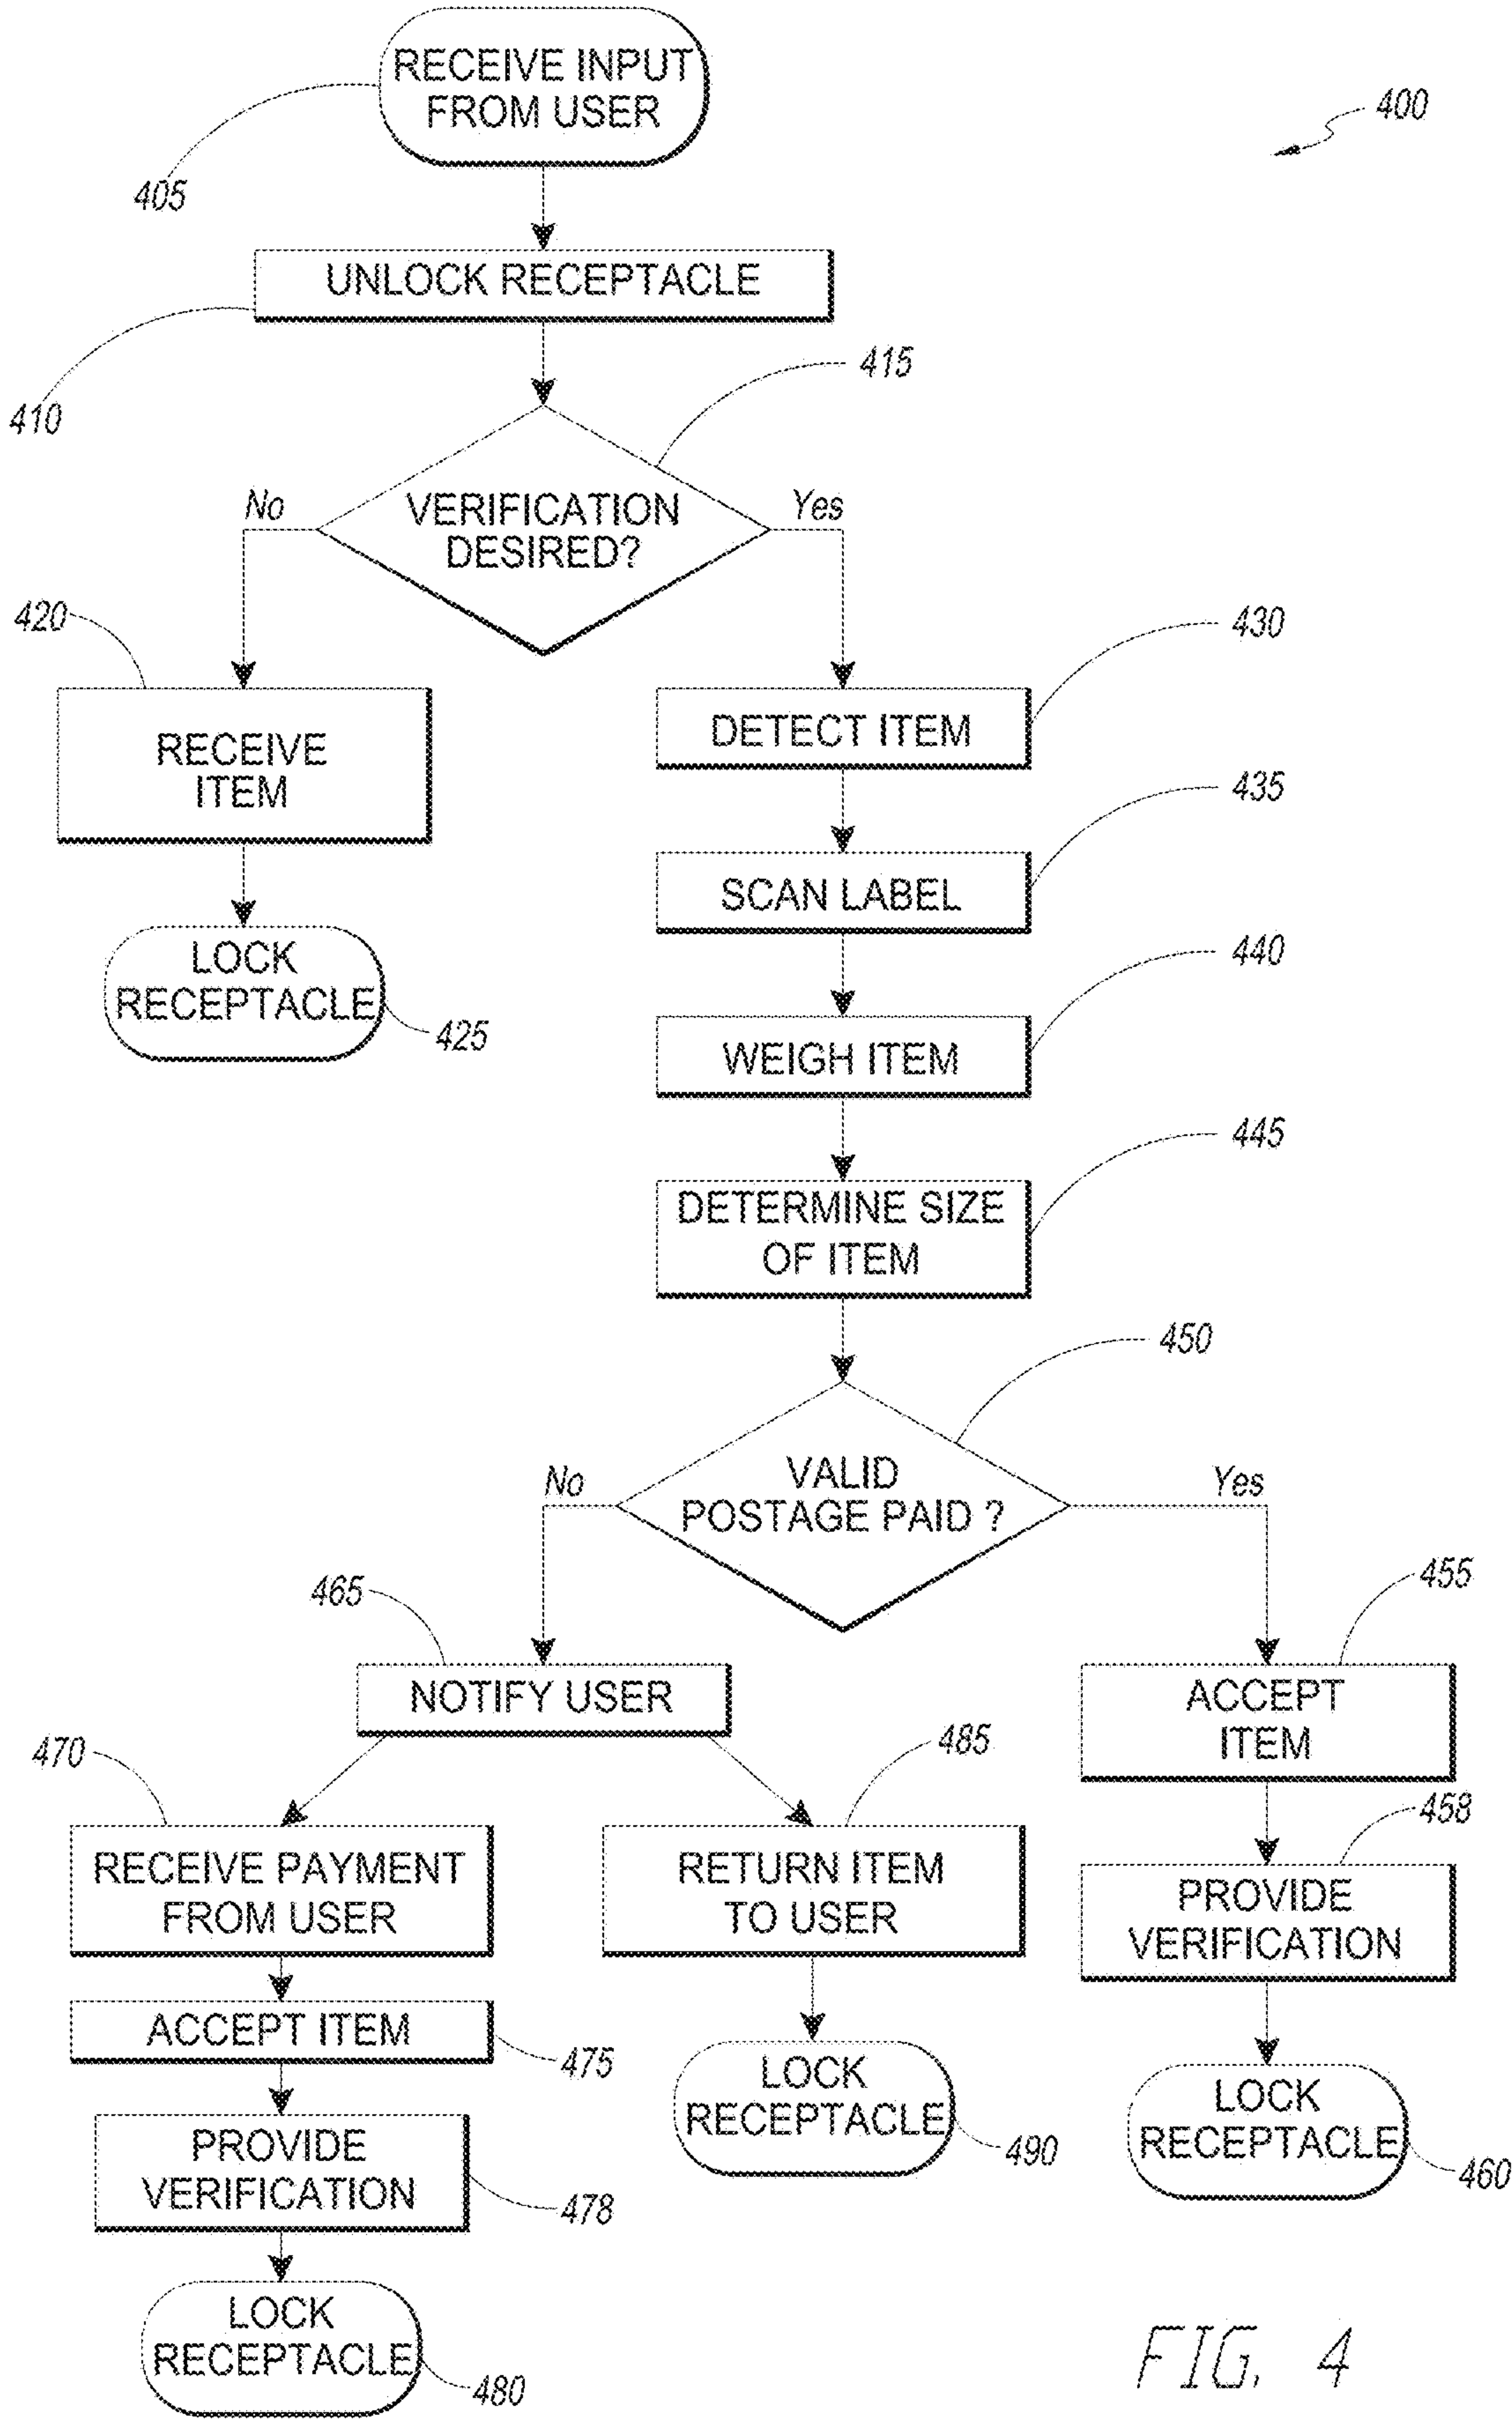 RECEIVE INPUT
FROM USER
400
405
UNLOCK RECEPTACLE
410
415
VERIFICATION
DESIRED?
No
Yes
420
RECEIVE
ITEM
LOCK
RECEPTACLE
425
430
DETECT ITEM
435
SCAN LABEL
440
WEIGH ITEM
445
DETERMINE SIZE
OF ITEM
450
VALID
POSTAGE PAID ?
No
Yes
465
NOTIFY USER
455
ACCEPT
ITEM
470
RECEIVE PAYMENT
FROM USER
485
RETURN ITEM
TO USER
458
PROVIDE
VERIFICATION
ACCEPT ITEM
475
LOCK
RECEPTACLE
490
LOCK
RECEPTACLE
460
PROVIDE
VERIFICATION
478
LOCK
RECEPTACLE
480
FIG. 4